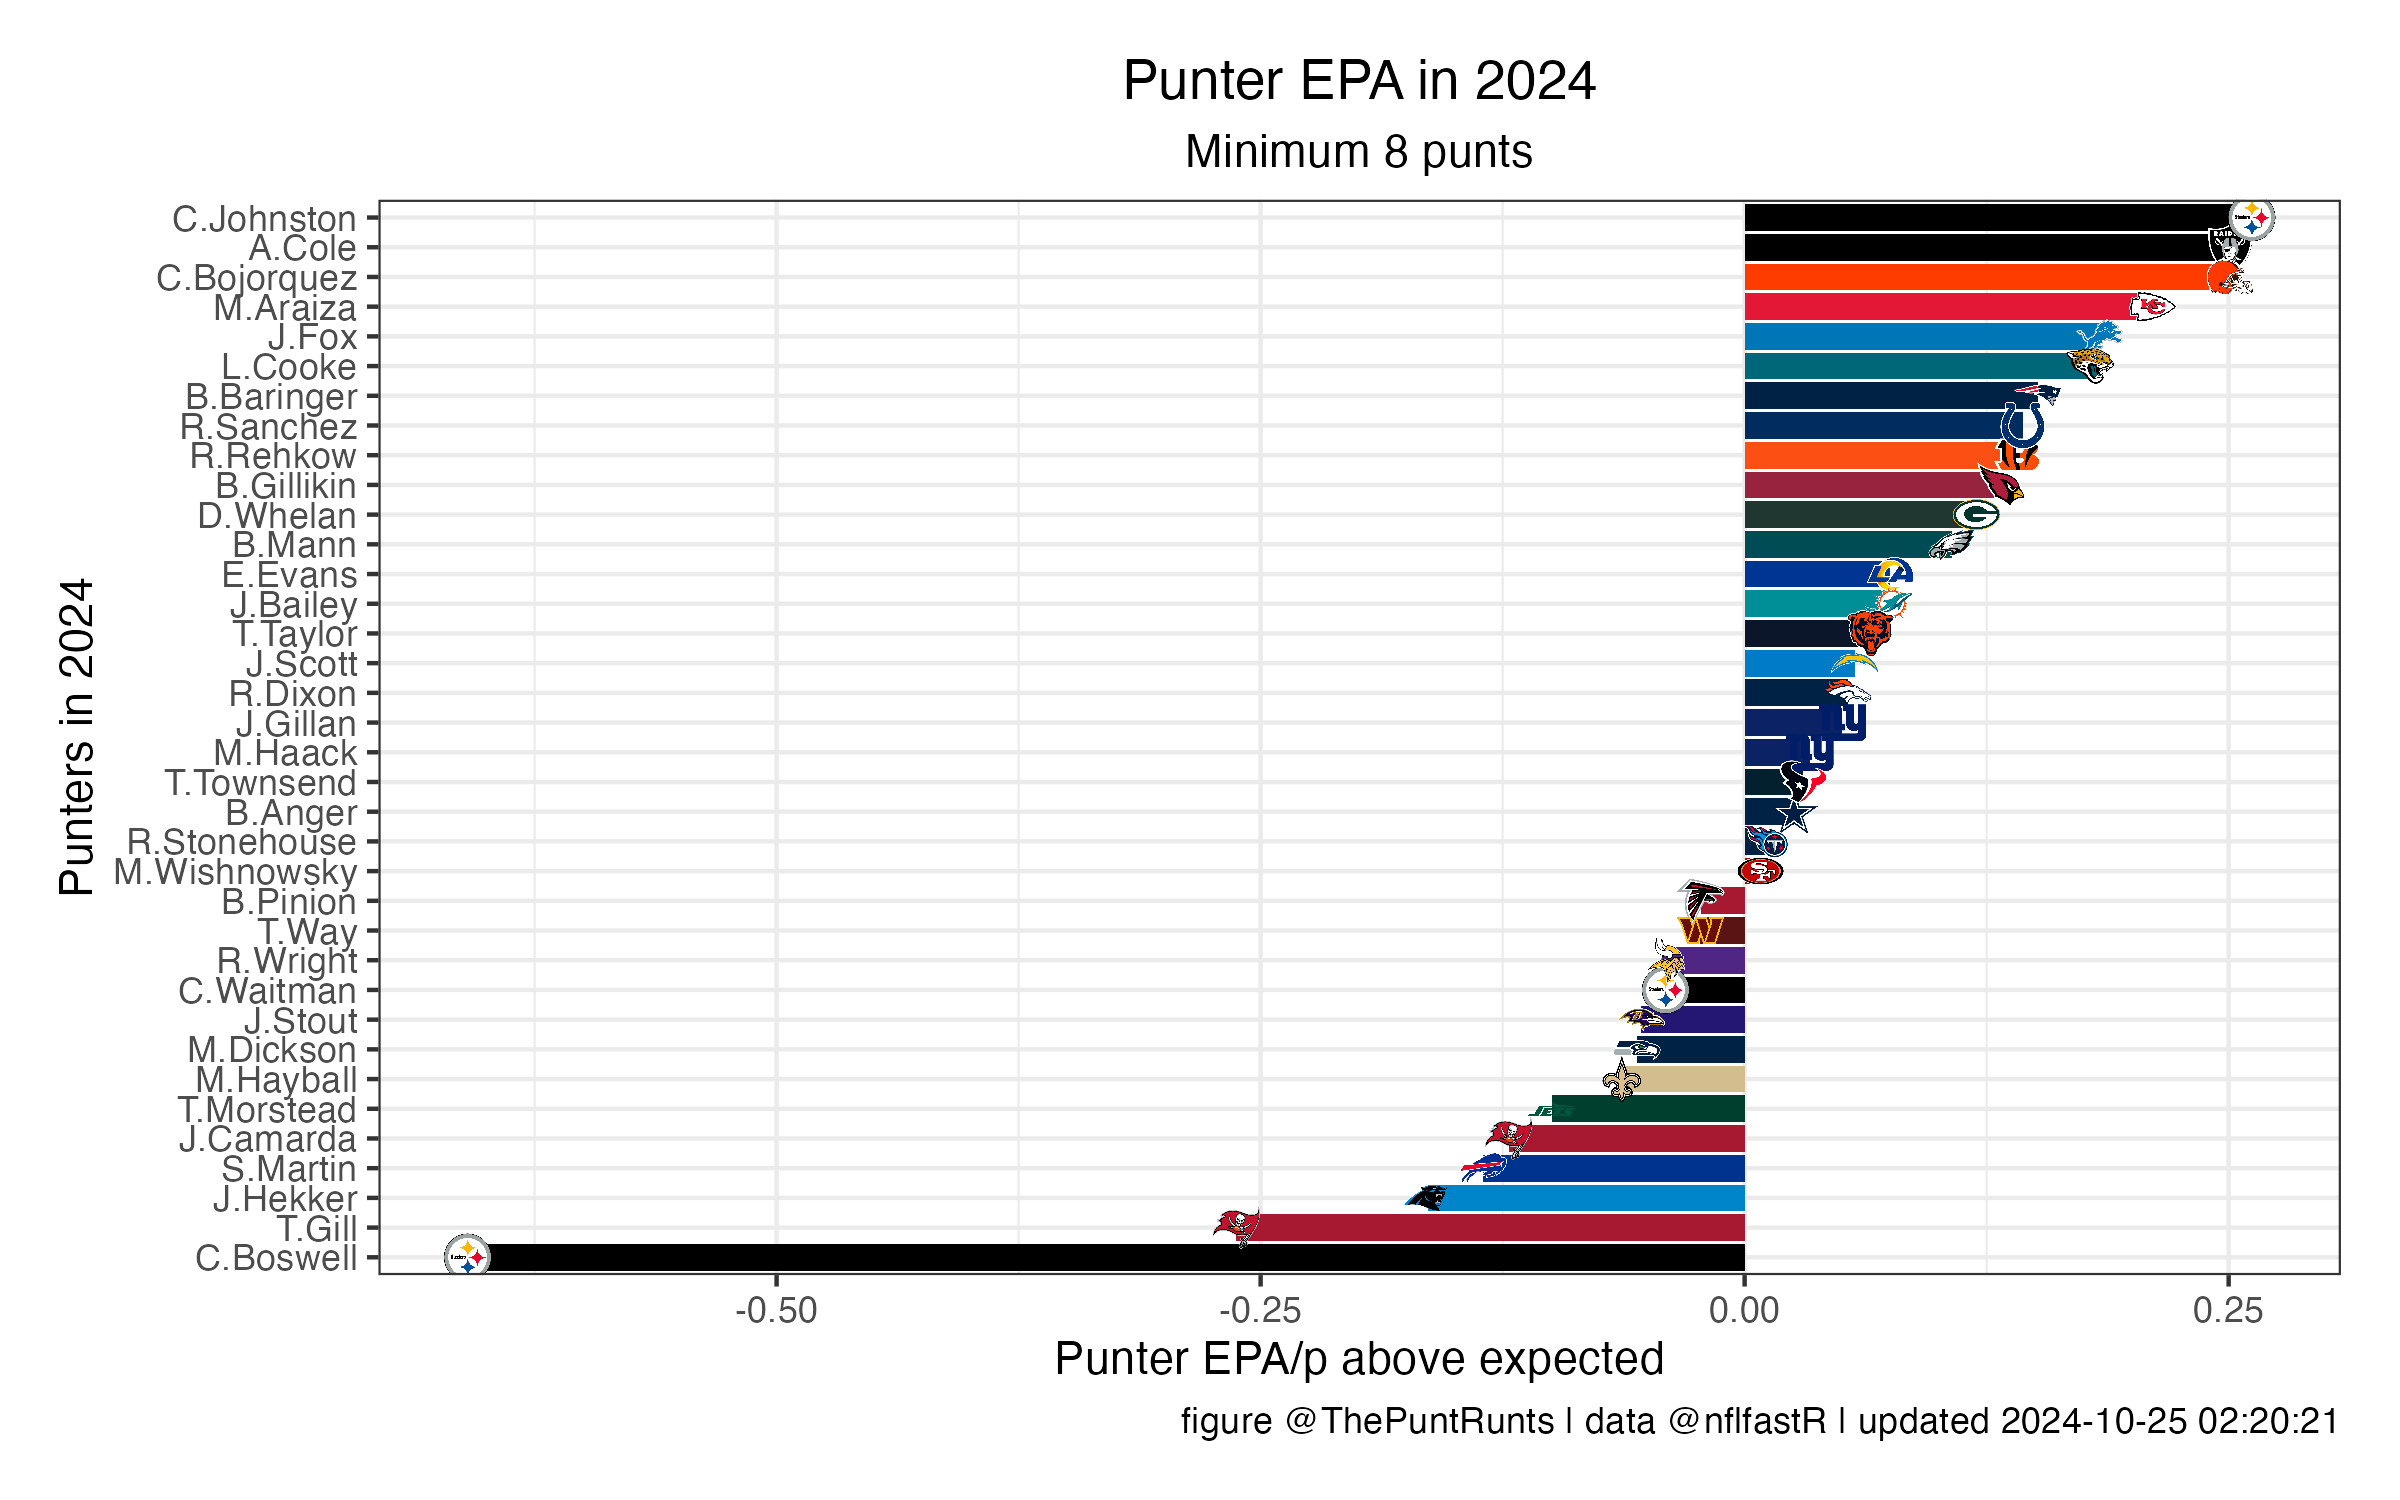 Punter EPA in 2024
Minimum 8 punts
C.Johnston
A.Cole
C.Bojorquez
M.Araiza
J.Fox
L.Cooke
B.Baringer
R.Sanchez
R.Rehkow
B.Gillikin
D.Whelan
B.Mann
E.Evans
J.Bailey
T.Taylor
J.Scott
R.Dixon
J.Gillan
M.Haack
T.Townsend
B.Anger
R.Stonehouse
M.Wishnowsky
B.Pinion
T.Way
R.Wright
C.Waitman
J.Stout
M.Dickson
M.Hayball
T.Morstead
J.Camarda
S.Martin
J.Hekker
T.Gill
C.Boswell
Punters in 2024
-0.50 -0.25 0.00 0.25
Punter EPA/p above expected
figure @ThePuntRunts | data @nflfastR | updated 2024-10-25 02:20:21